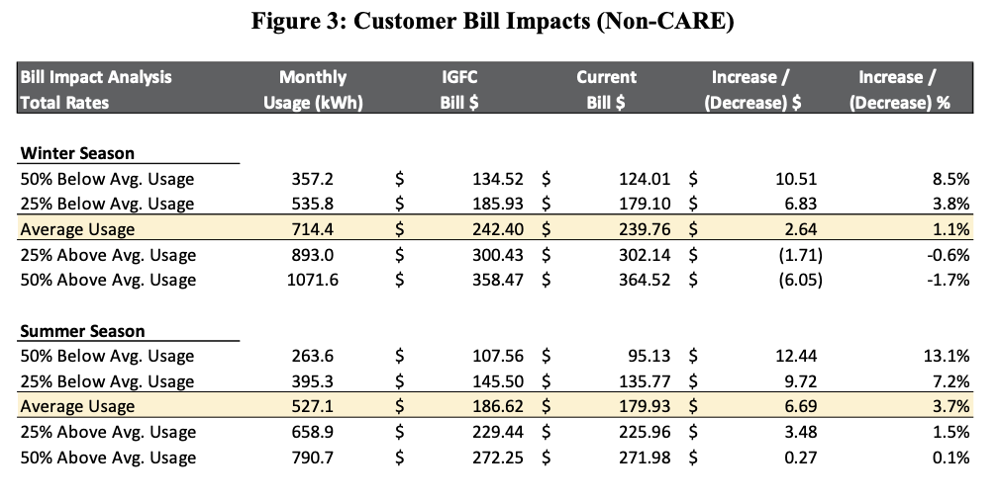 Figure 3: Customer Bill Impacts (Non-CARE)
Bill Impact Analysis Monthly IGFC Current Increase / Increase /
Total Rates Usage (kWh) Bill $ Bill $ (Decrease) $ (Decrease) %
Winter Season
50% Below Avg. Usage 357.2 $ 134.52 $ 124.01 $ 10.51 8.5%
25% Below Avg. Usage 535.8 $ 185.93 $ 179.10 $ 6.83 3.8%
Average Usage 714.4 $ 242.40 $ 239.76 $ 2.64 1.1%
25% Above Avg. Usage 893.0 $ 300.43 $ 302.14 $ (1.71) -0.6%
50% Above Avg. Usage 1071.6 $ 358.47 $ 364.52 $ (6.05) -1.7%
Summer Season
50% Below Avg. Usage 263.6 $ 107.56 $ 95.13 $ 12.44 13.1%
25% Below Avg. Usage 395.3 $ 145.50 $ 135.77 $ 9.72 7.2%
Average Usage 527.1 $ 186.62 $ 179.93 $ 6.69 3.7%
25% Above Avg. Usage 658.9 $ 229.44 $ 225.96 $ 3.48 1.5%
50% Above Avg. Usage 790.7 $ 272.25 $ 271.98 $ 0.27 0.1%